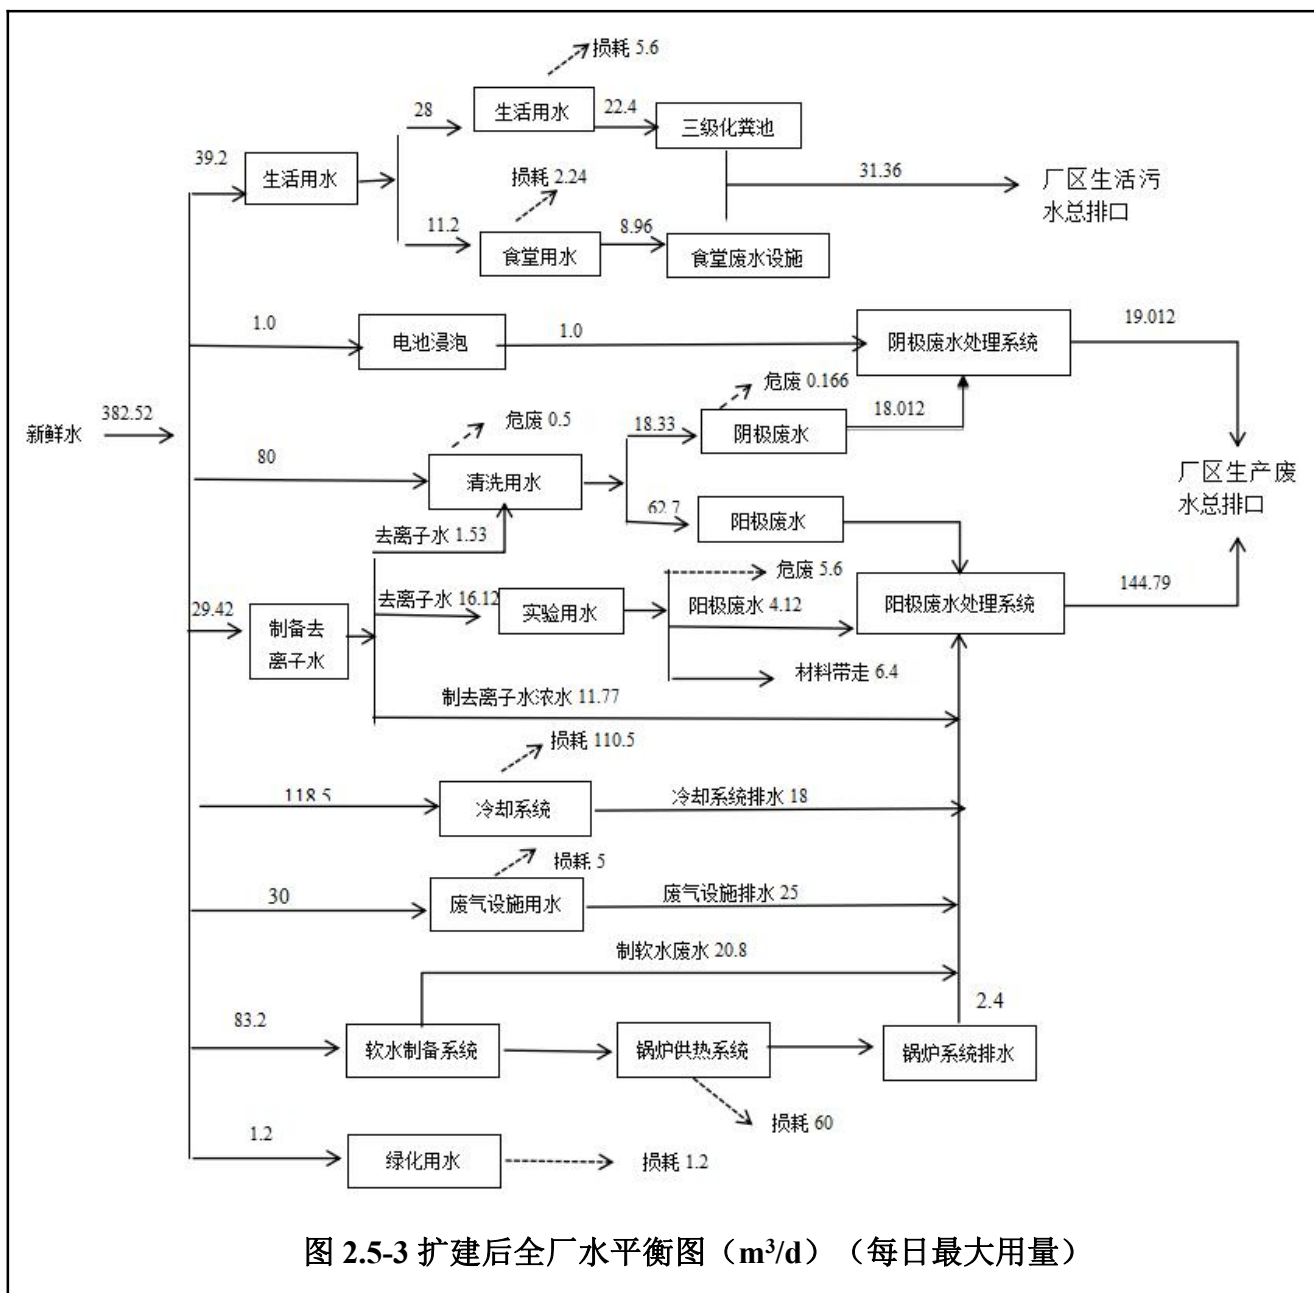 损耗 5.6
28
生活用水
22.4
三级化粪池
39.2
生活用水
31.36
厂区生活污
水总排口
损耗 2.24
11.2
食堂用水
8.96
食堂废水设施
1.0
电池浸泡
1.0
阴极废水处理系统
19.012
危废 0.166
382.52
新鲜水
危废 0.5
18.33
阴极废水
18.012
80
清洗用水
厂区生产废
水总排口
62.7
阳极废水
去离子水 1.53
危废 5.6
29.42
制备去
离子水
去离子水 16.12
实验用水
阳极废水 4.12
阳极废水处理系统
144.79
材料带走 6.4
制去离子水浓水 11.77
损耗 110.5
118.5
冷却系统
冷却系统排水 18
损耗 5
30
废气设施用水
废气设施排水 25
制软水废水 20.8
83.2
软水制备系统
锅炉供热系统
2.4
锅炉系统排水
损耗 60
1.2
绿化用水
损耗 1.2
图 2.5-3 扩建后全厂水平衡图（m³/d）（每日最大用量）